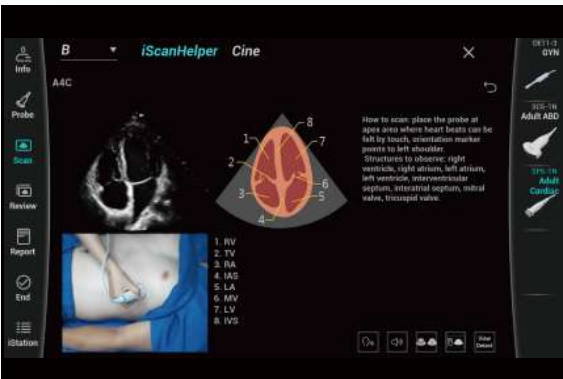 B
iScanHelper
Cine
Info
Probe
Scan
Review
Report
End
iStation
A4C
8
1
7
2
6
3
5
4
How to scan: place the probe at
apex area where heart beats can be
felt by touch, orientation marker
points to left shoulder.
Structures to observe: right
ventricle, right atrium, left atrium,
left ventricle, interventricular
septum, interatrial septum, mitral
valve, tricuspid valve.
1. RV
2. TV
3. RA
4. IAS
5. LA
6. MV
7. LV
8. IVS
GYN
Adult ABD
Adult
Cardiac
View
Detect